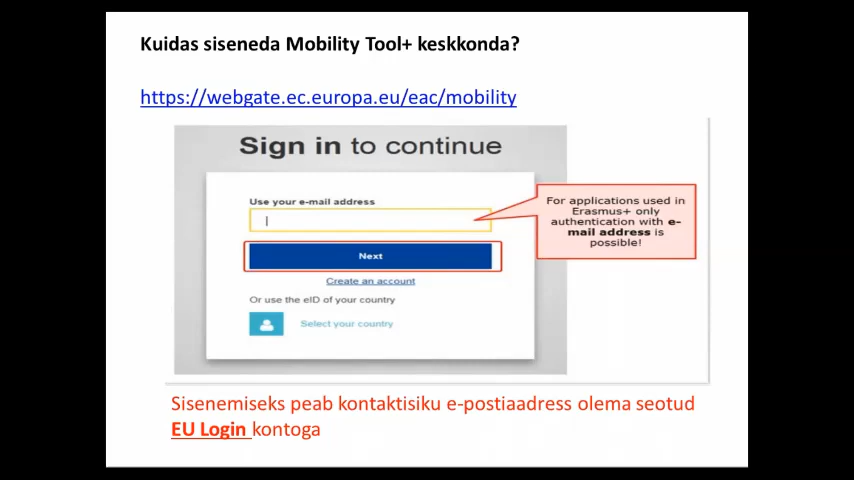 Kuidas siseneda Mobility Tool+ keskkonda?
https://webgate.ec.europa.eu/eac/mobility
Sign in to continue
Use your e-mail address
Next
Create an account
Or use the eID of your country
Select your country
For applications used in
Erasmus+ only
authentication with e-
mail address is
possible!
Sisenemiseks peab kontaktisiku e-postiaadress olema seotud
EU Login kontoga